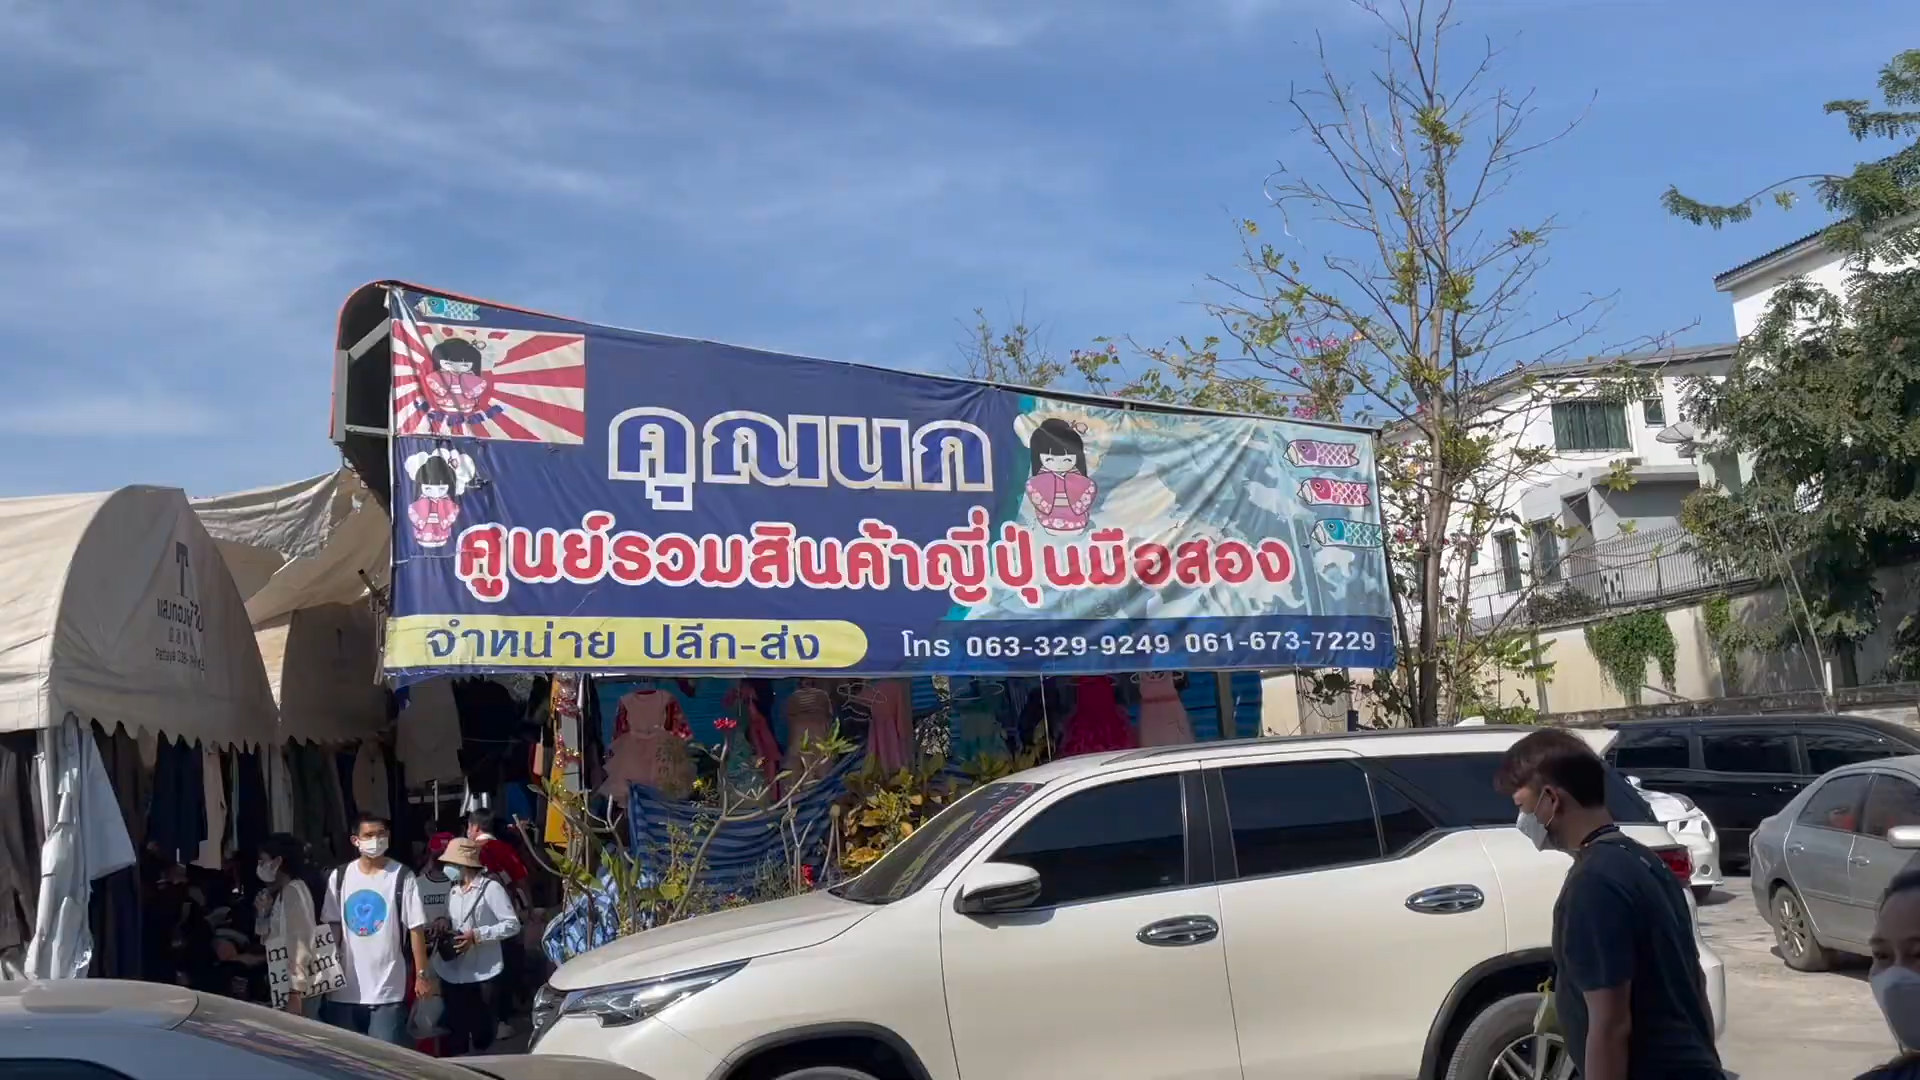 คุณนก
ศูนย์รวมสินค้าญี่ปุ่นมือสอง
จำหน่าย ปลีก-ส่ง
โทร 063-329-9249 061-673-7229
T
Pattaya